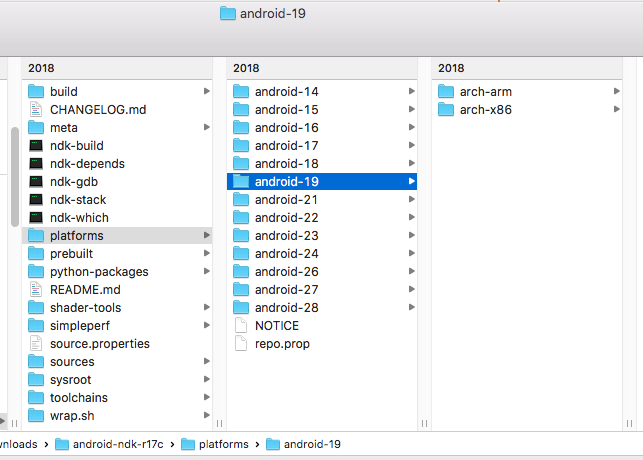 android-19
2018
build
CHANGELOG.md
meta
ndk-build
ndk-depends
ndk-gdb
ndk-stack
ndk-which
platforms
prebuilt
python-packages
README.md
shader-tools
simpleperf
source.properties
sources
sysroot
toolchains
wrap.sh
2018
android-14
android-15
android-16
android-17
android-18
android-19
android-21
android-22
android-23
android-24
android-26
android-27
android-28
NOTICE
repo.prop
2018
arch-arm
arch-x86
wnloads › android-ndk-r17c › platforms › android-19